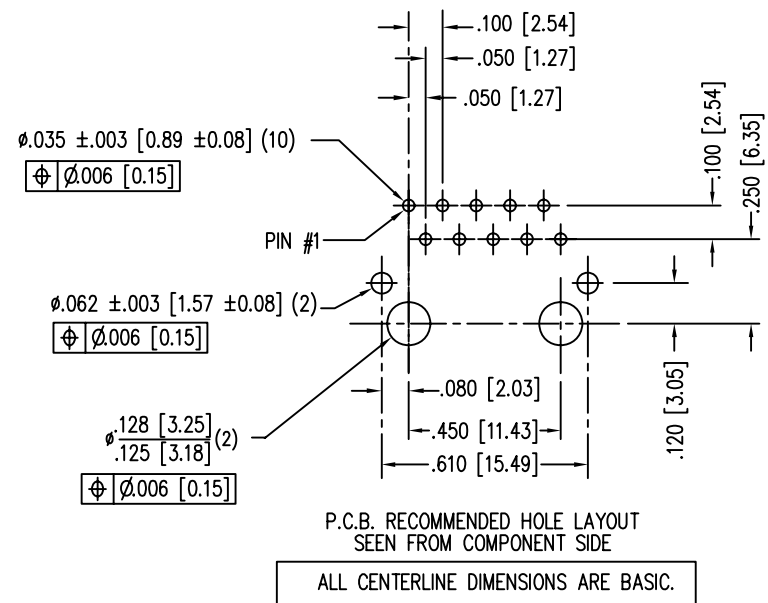 .100 [2.54]
.050 [1.27]
.050 [1.27]
ø.035 ±.003 [0.89 ±0.08] (10)
⌖ Ø.006 [0.15]
.100 [2.54]
.250 [6.35]
PIN #1
ø.062 ±.003 [1.57 ±0.08] (2)
⌖ Ø.006 [0.15]
.080 [2.03]
.120 [3.05]
ø.128 [3.25]
.125 [3.18] (2)
.450 [11.43]
.610 [15.49]
⌖ Ø.006 [0.15]
P.C.B. RECOMMENDED HOLE LAYOUT
SEEN FROM COMPONENT SIDE
ALL CENTERLINE DIMENSIONS ARE BASIC.